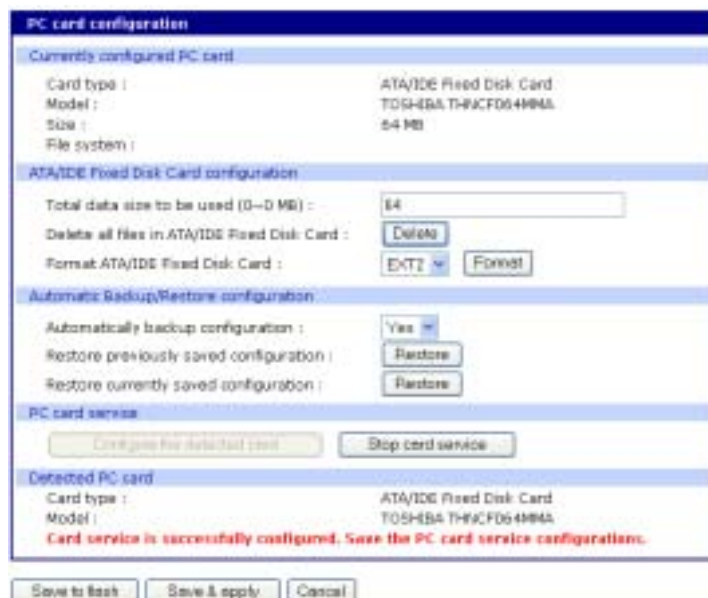 PC card configuration
Currently configured PC card
Card type : ATA/IDE Fixed Disk Card
Model : TOSHIBA THNCF064MMA
Size : 64 MB
File system :
ATA/IDE Fixed Disk Card configuration
Total data size to be used (0~0 MB) : 64
Delete all files in ATA/IDE Fixed Disk Card : Delete
Format ATA/IDE Fixed Disk Card : EXT2 Format
Automatic Backup/Restore configuration
Automatically backup configuration : Yes
Restore previously saved configuration : Restore
Restore currently saved configuration : Restore
PC card service
Configure the detected card Stop card service
Detected PC card
Card type : ATA/IDE Fixed Disk Card
Model : TOSHIBA THNCF064MMA
Card service is successfully configured. Save the PC card service configurations.
Save to flash Save & apply Cancel